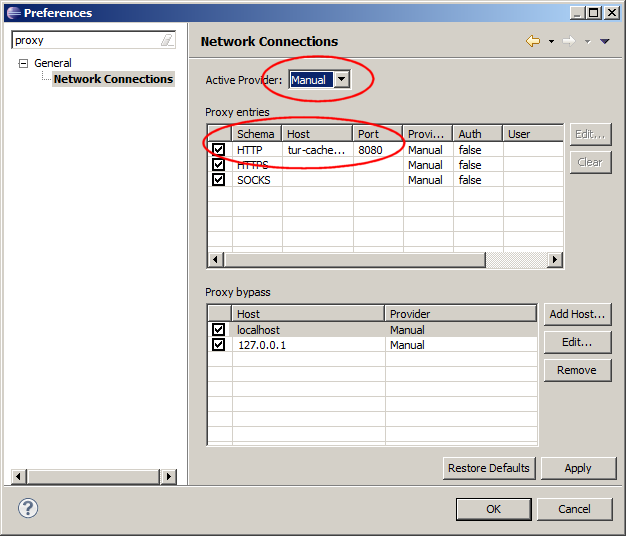 Preferences
proxy
General
Network Connections
Network Connections
Active Provider: Manual
Proxy entries
Schema Host Port Provi... Auth User
HTTP tur-cache... 8080 Manual false
HTTPS Manual false
SOCKS Manual false
Edit...
Clear
Proxy bypass
Host Provider
localhost Manual
127.0.0.1 Manual
Add Host...
Edit...
Remove
Restore Defaults Apply
? OK Cancel